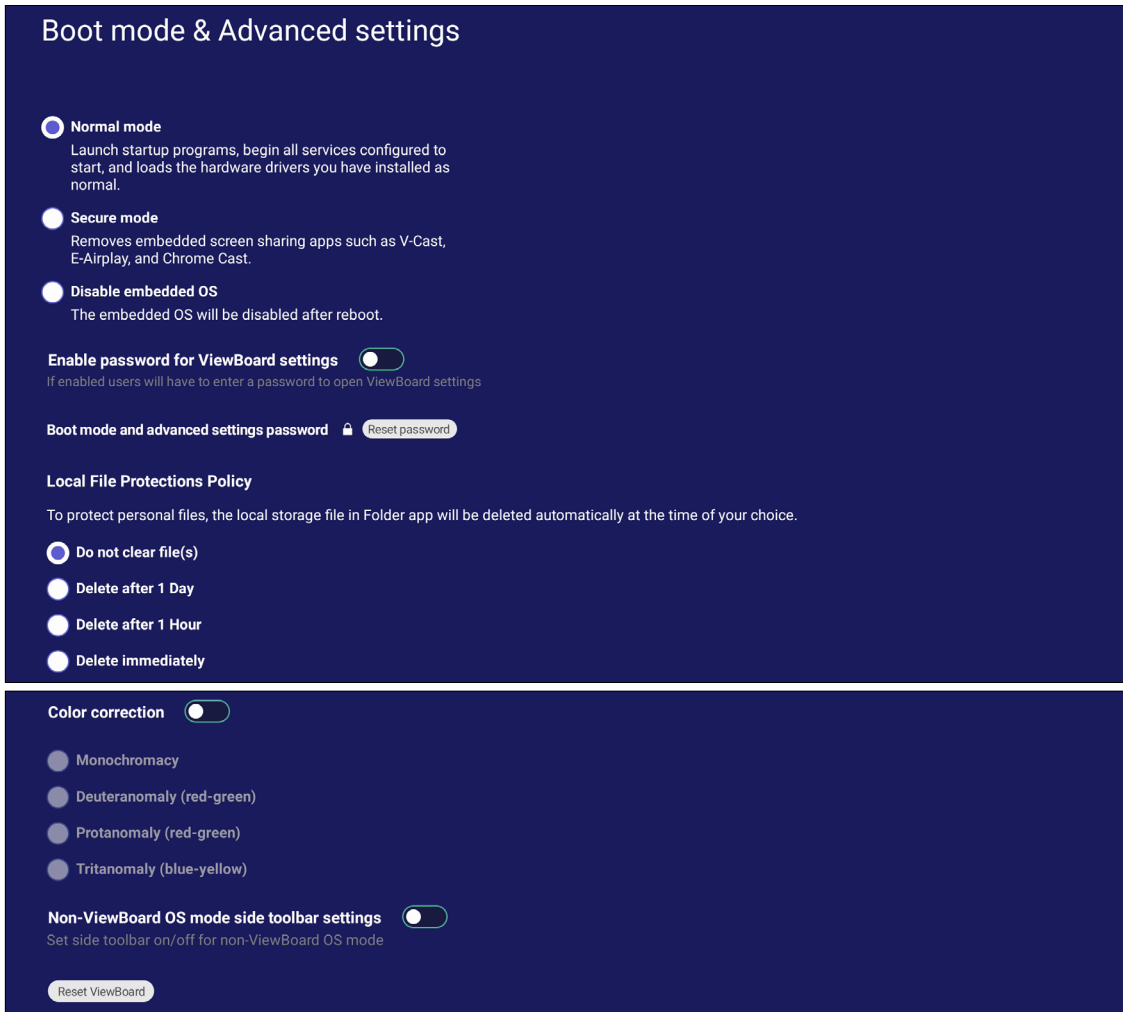 Boot mode & Advanced settings
Normal mode
Launch startup programs, begin all services configured to
start, and loads the hardware drivers you have installed as
normal.
Secure mode
Removes embedded screen sharing apps such as V-Cast,
E-Airplay, and Chrome Cast.
Disable embedded OS
The embedded OS will be disabled after reboot.
Enable password for ViewBoard settings
If enabled users will have to enter a password to open ViewBoard settings
Boot mode and advanced settings password Reset password
Local File Protections Policy
To protect personal files, the local storage file in Folder app will be deleted automatically at the time of your choice.
Do not clear file(s)
Delete after 1 Day
Delete after 1 Hour
Delete immediately
Color correction
Monochromacy
Deuteranomaly (red-green)
Protanomaly (red-green)
Tritanomaly (blue-yellow)
Non-ViewBoard OS mode side toolbar settings
Set side toolbar on/off for non-ViewBoard OS mode
Reset ViewBoard